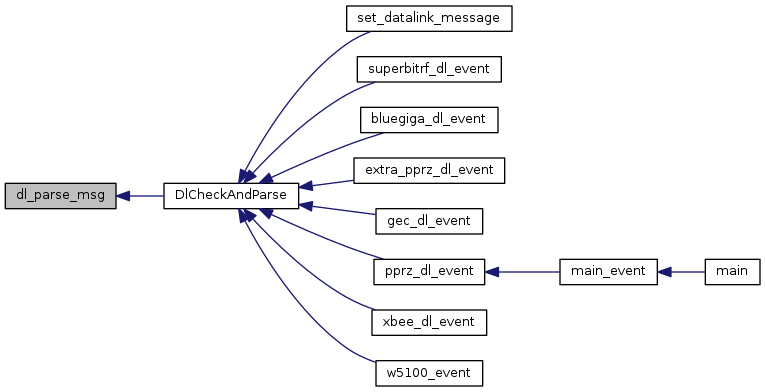 set_datalink_message
superbitrf_dl_event
bluegiga_dl_event
extra_pprz_dl_event
dl_parse_msg
DlCheckAndParse
gec_dl_event
pprz_dl_event
main_event
main
xbee_dl_event
w5100_event